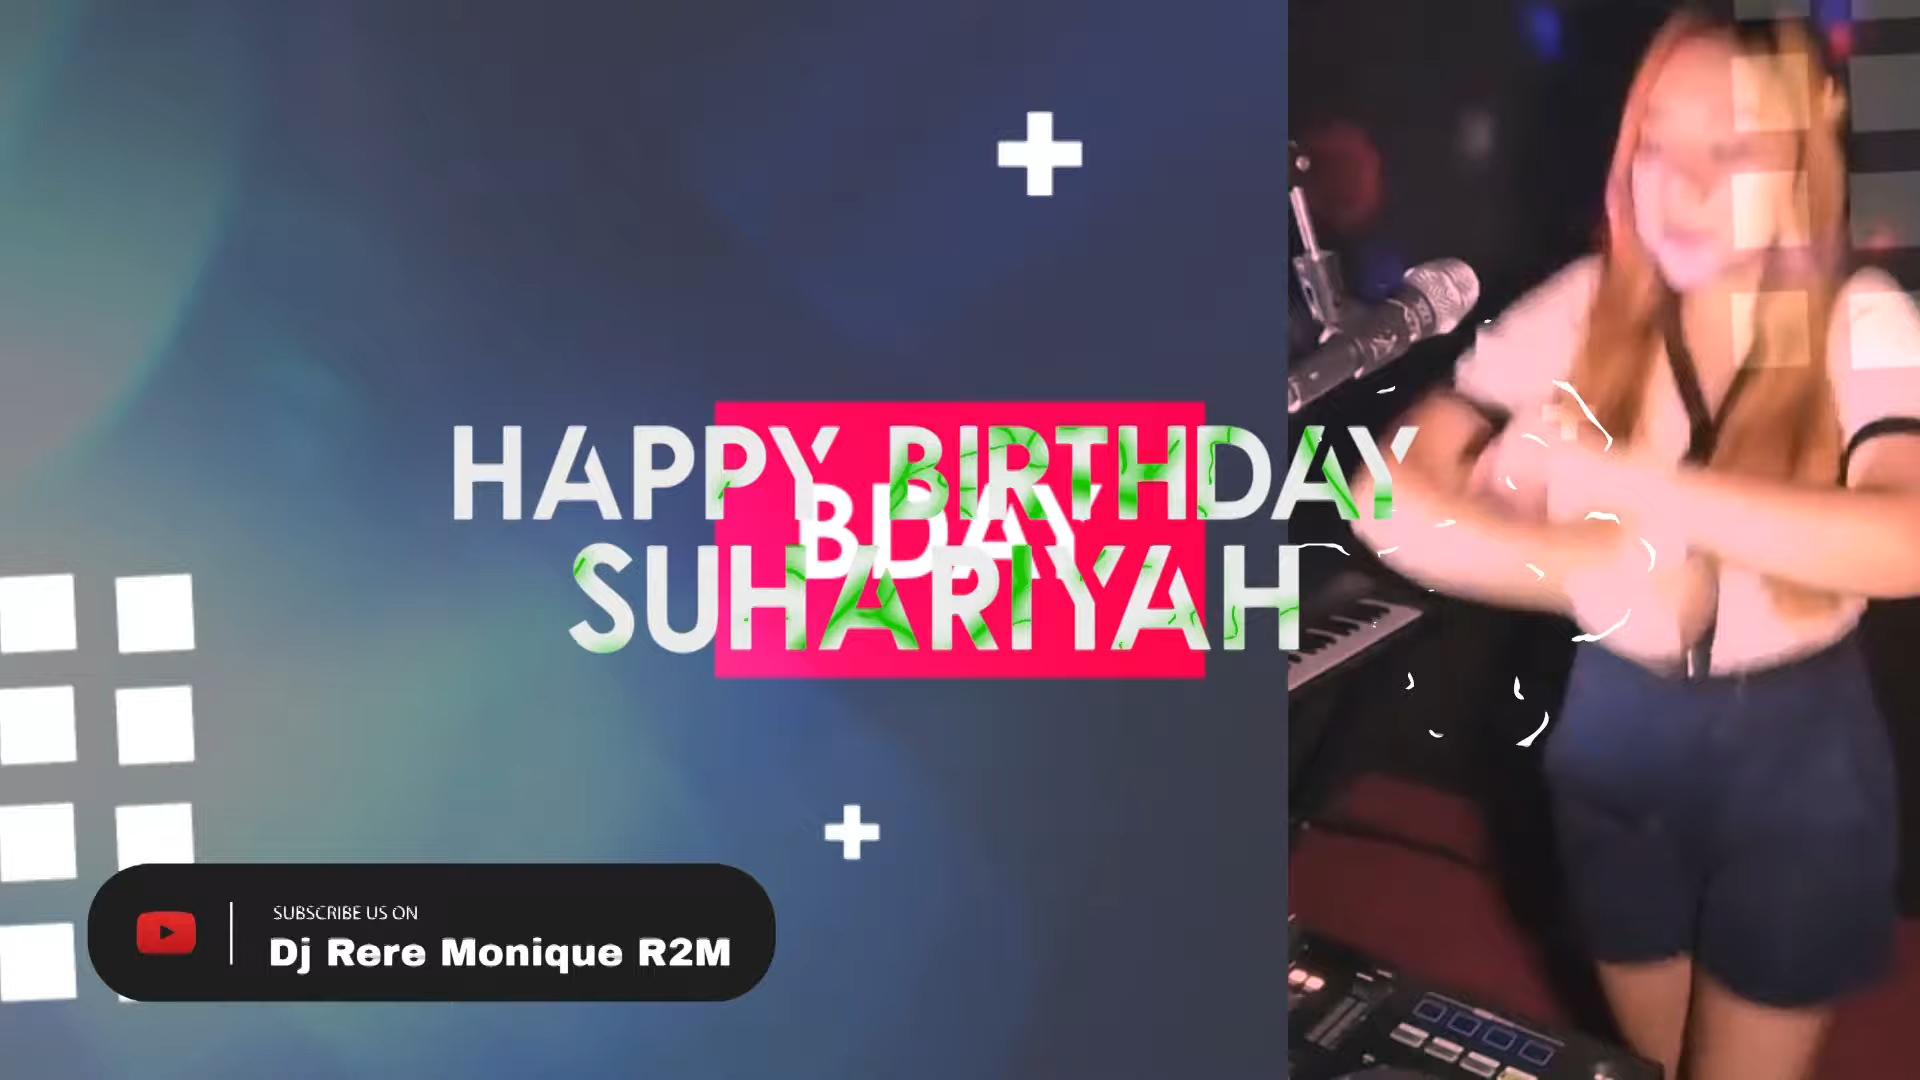 HAPPY BIRTHDAY
BDAY
SUHARIYAH
SUBSCRIBE US ON
Dj Rere Monique R2M